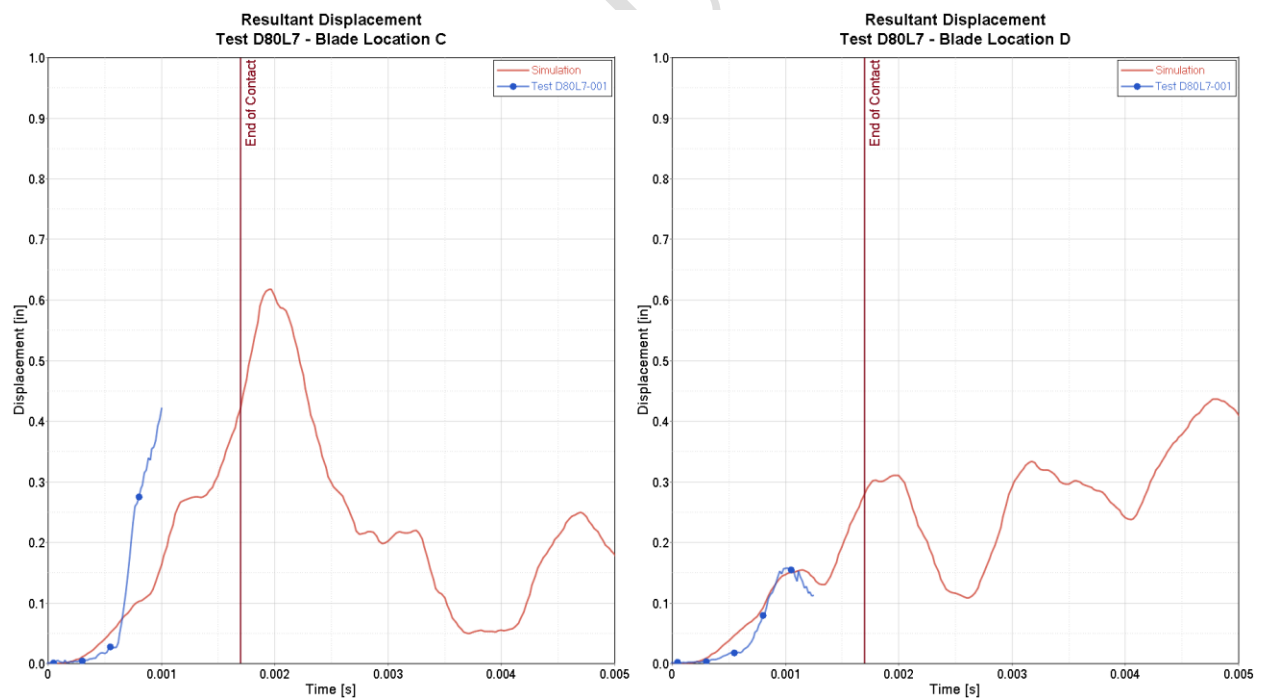 Resultant Displacement
Test D80L7 - Blade Location C
Simulation
Test D80L7-001
End of Contact
1.0
0.9
0.8
0.7
0.6
0.5
0.4
0.3
0.2
0.1
0.0
Displacement [in]
0
0.001
0.002
0.003
0.004
0.005
Time [s]
Resultant Displacement
Test D80L7 - Blade Location D
Simulation
Test D80L7-001
End of Contact
1.0
0.9
0.8
0.7
0.6
0.5
0.4
0.3
0.2
0.1
0.0
Displacement [in]
0
0.001
0.002
0.003
0.004
0.005
Time [s]